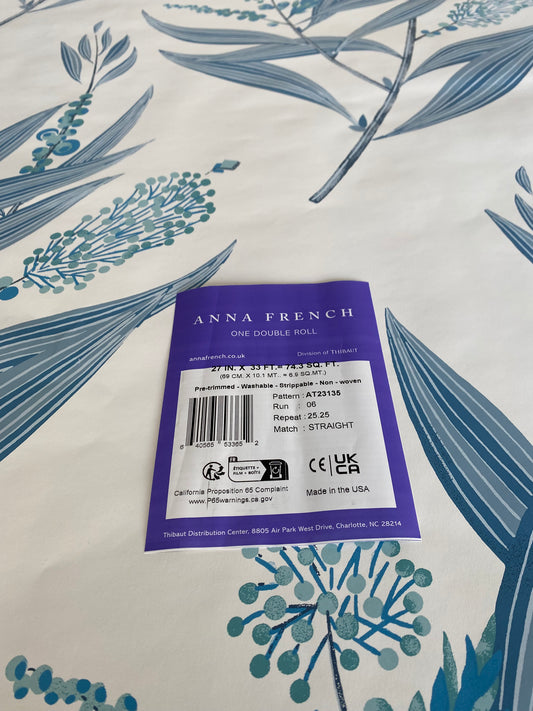 ANNA FRENCH
ONE DOUBLE ROLL
annafrench.co.uk
Division of THIBAUT
27 IN. X 33 FT.= 74.3 SQ. FT.
(69 CM. X 10.1 MT.. = 6.9 SQ.MT.)
Pre-trimmed - Washable - Strippable - Non - woven
Pattern : AT23135
Run : 06
Repeat : 25.25
Match : STRAIGHT
6 40565 53365 2
FR
ÉTIQUETTE +
FILM + BOÎTE
CE UK
CA
California Proposition 65 Complaint
www.P65warnings.ca.gov
Made in the USA
Thibaut Distribution Center. 8805 Air Park West Drive, Charlotte, NC 28214